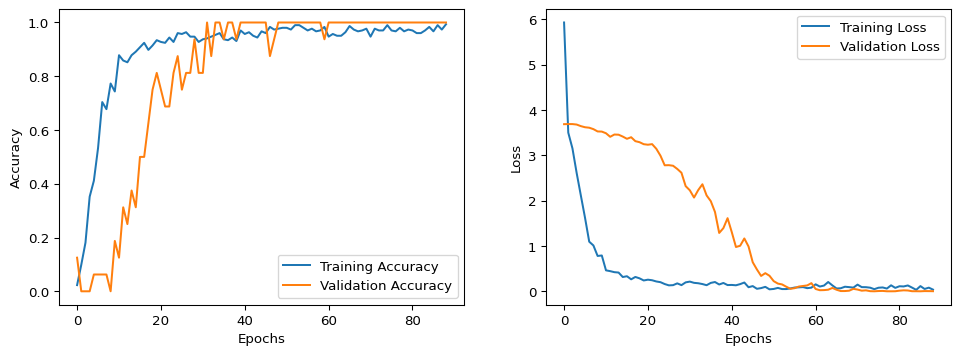 1.0
0.8
0.6
0.4
0.2
0.0
Accuracy
0 20 40 60 80
Epochs
Training Accuracy
Validation Accuracy
6
5
4
3
2
1
0
Loss
0 20 40 60 80
Epochs
Training Loss
Validation Loss